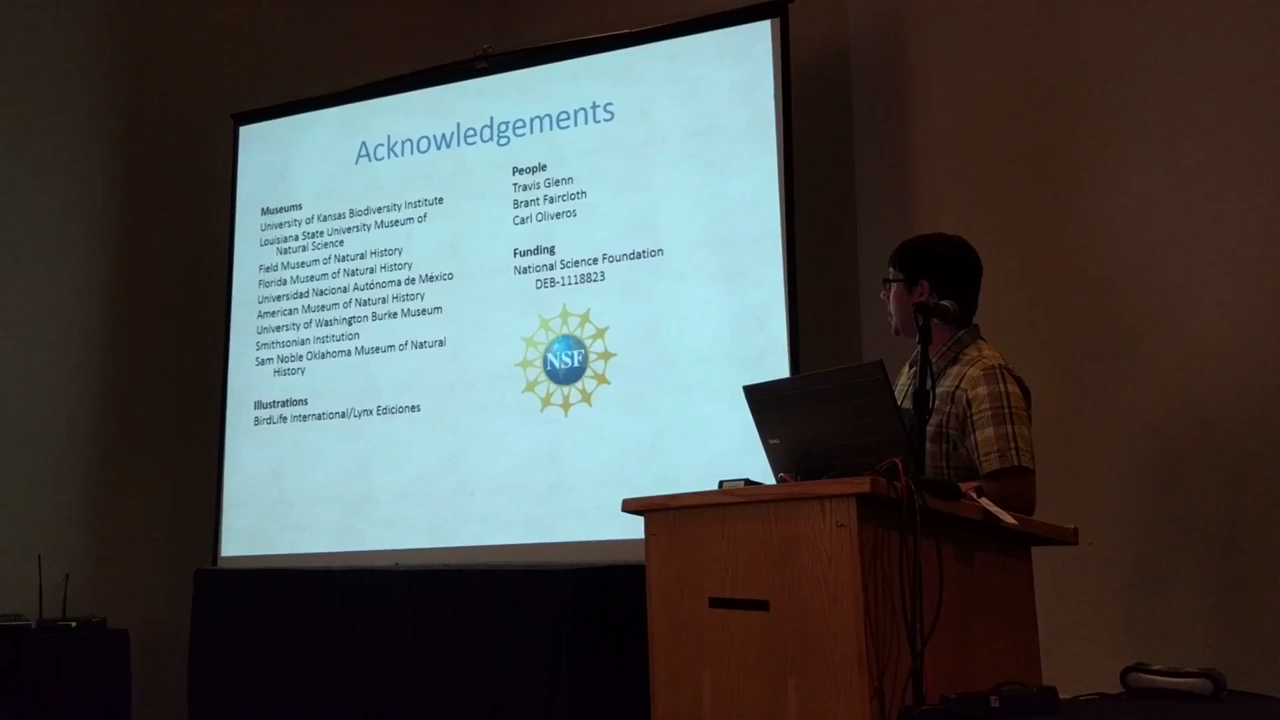 Acknowledgements
Museums
University of Kansas Biodiversity Institute
Louisiana State University Museum of
Natural Science
Field Museum of Natural History
Florida Museum of Natural History
Universidad Nacional Autónoma de México
American Museum of Natural History
University of Washington Burke Museum
Smithsonian Institution
Sam Noble Oklahoma Museum of Natural
History
Illustrations
BirdLife International/Lynx Ediciones
People
Travis Glenn
Brant Faircloth
Carl Oliveros
Funding
National Science Foundation
DEB-1118823
NSF